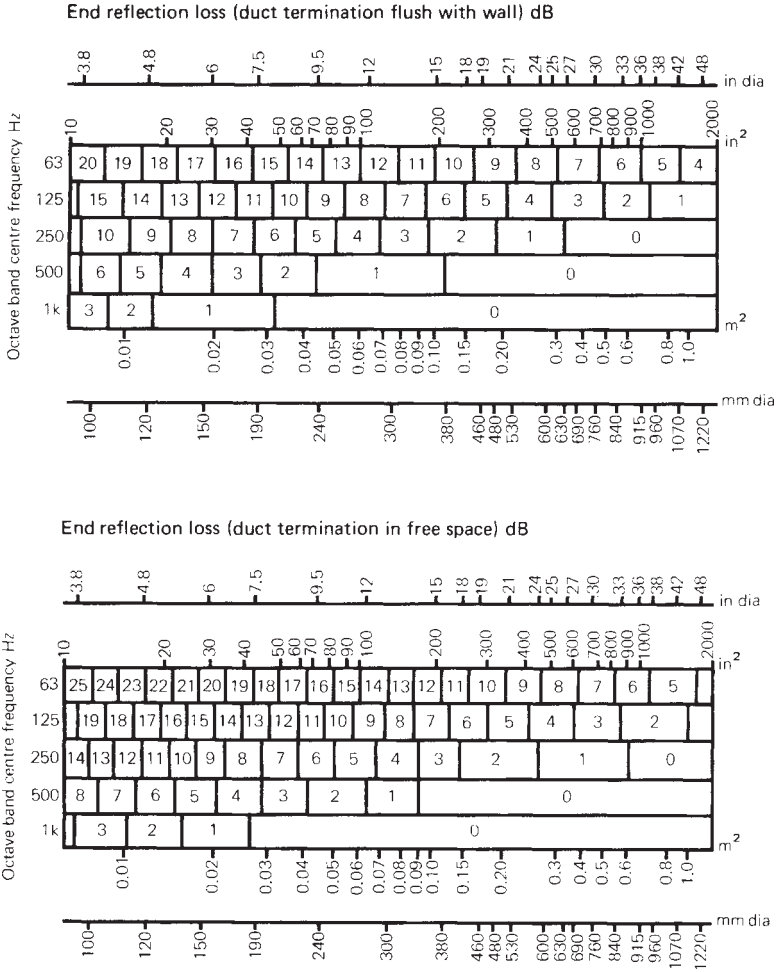 End reflection loss (duct termination flush with wall) dB
3.8 4.8 6 7.5 9.5 12 15 18 19 21 24 25 27 30 33 36 38 42 48 in dia
10 20 30 40 50 60 70 80 90 100 200 300 400 500 600 700 800 900 1000 2000 in²
Octave band centre frequency Hz
63 20 19 18 17 16 15 14 13 12 11 10 9 8 7 6 5 4
125 15 14 13 12 11 10 9 8 7 6 5 4 3 2 1
250 10 9 8 7 6 5 4 3 2 1 0
500 6 5 4 3 2 1 0
1k 3 2 1 0
0.01 0.02 0.03 0.04 0.05 0.06 0.07 0.08 0.09 0.10 0.15 0.20 0.3 0.4 0.5 0.6 0.8 1.0 m²
100 120 150 190 240 300 380 460 480 530 600 630 690 760 840 915 960 1070 1220 mm dia
End reflection loss (duct termination in free space) dB
3.8 4.8 6 7.5 9.5 12 15 18 19 21 24 25 27 30 33 36 38 42 48 in dia
10 20 30 40 50 60 70 80 90 100 200 300 400 500 600 700 800 900 1000 2000 in²
Octave band centre frequency Hz
63 25 24 23 22 21 20 19 18 17 16 15 14 13 12 11 10 9 8 7 6 5
125 19 18 17 16 15 14 13 12 11 10 9 8 7 6 5 4 3 2
250 14 13 12 11 10 9 8 7 6 5 4 3 2 1 0
500 8 7 6 5 4 3 2 1 0
1k 3 2 1 0
0.01 0.02 0.03 0.04 0.05 0.06 0.07 0.08 0.09 0.10 0.15 0.20 0.3 0.4 0.5 0.6 0.8 1.0 m²
100 120 150 190 240 300 380 460 480 530 600 630 690 760 840 915 960 1070 1220 mm dia